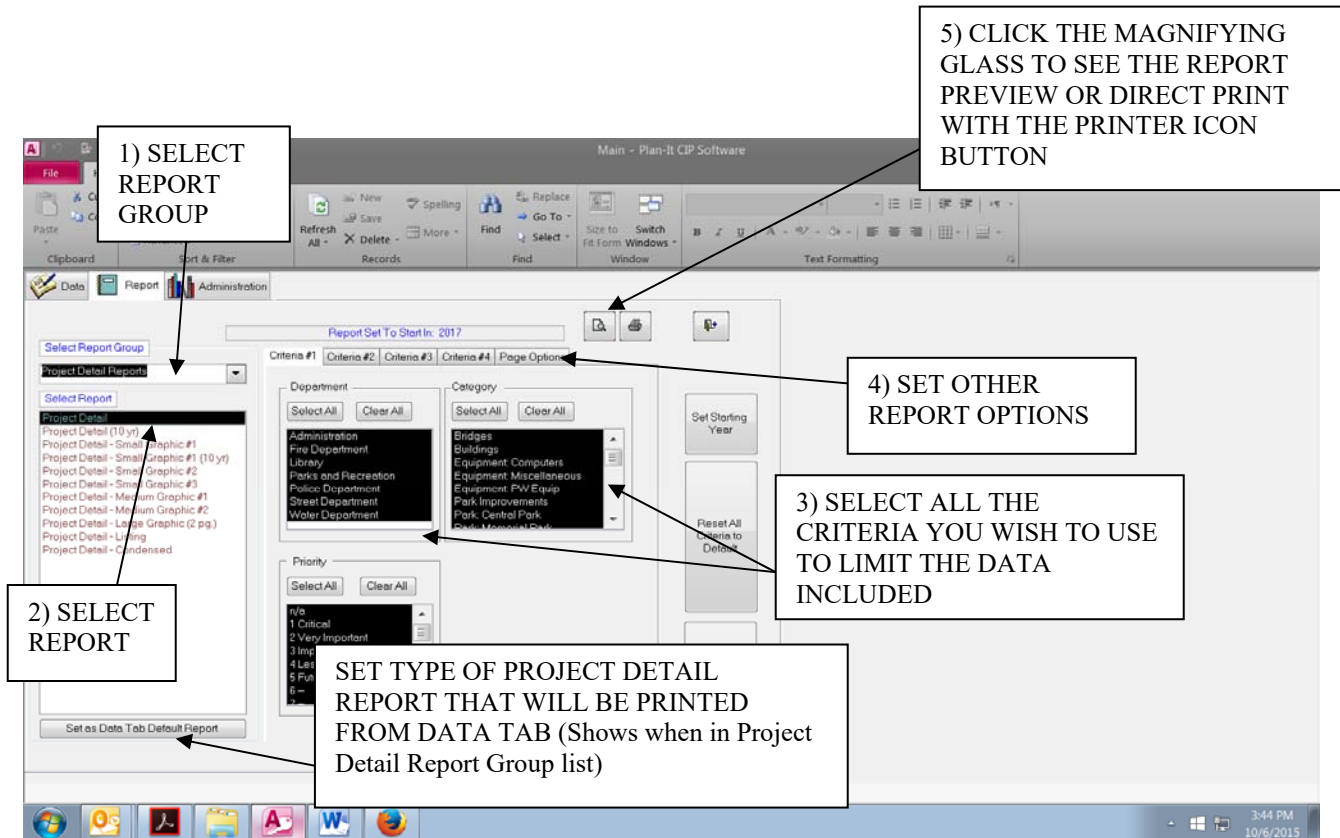 5) CLICK THE MAGNIFYING
GLASS TO SEE THE REPORT
PREVIEW OR DIRECT PRINT
WITH THE PRINTER ICON
BUTTON
1) SELECT
REPORT
GROUP
Main - Plan-It CIP Software
File
Paste
Clipboard
Sort & Filter
Refresh
All
New
Save
Delete
Spelling
More
Records
Find
Replace
Go To
Select
Find
Size to
Fit Form
Switch
Windows
Window
B I U A
Text Formatting
Data
Report
Administration
Report Set To Start In: 2017
Select Report Group
Project Detail Reports
Select Report
Project Detail
Project Detail (10 yr)
Project Detail - Small Graphic #1
Project Detail - Small Graphic #1 (10 yr)
Project Detail - Small Graphic #2
Project Detail - Small Graphic #3
Project Detail - Medium Graphic #1
Project Detail - Medium Graphic #2
Project Detail - Large Graphic (2 pg.)
Project Detail - Listing
Project Detail - Condensed
Set as Data Tab Default Report
Criteria #1
Criteria #2
Criteria #3
Criteria #4
Page Options
Department
Select All
Clear All
Administration
Fire Department
Library
Parks and Recreation
Police Department
Street Department
Water Department
Category
Select All
Clear All
Bridges
Buildings
Equipment: Computers
Equipment: Miscellaneous
Equipment: PW Equip
Park Improvements
Park: Central Park
Park: Memorial Park
Priority
Select All
Clear All
n/a
1 Critical
2 Very Important
3 Imp
4 Les
5 Fut
6 --
Set Starting
Year
Reset All
Criteria to
Default
4) SET OTHER
REPORT OPTIONS
3) SELECT ALL THE
CRITERIA YOU WISH TO USE
TO LIMIT THE DATA
INCLUDED
2) SELECT
REPORT
SET TYPE OF PROJECT DETAIL
REPORT THAT WILL BE PRINTED
FROM DATA TAB (Shows when in Project
Detail Report Group list)
3:44 PM
10/6/2015